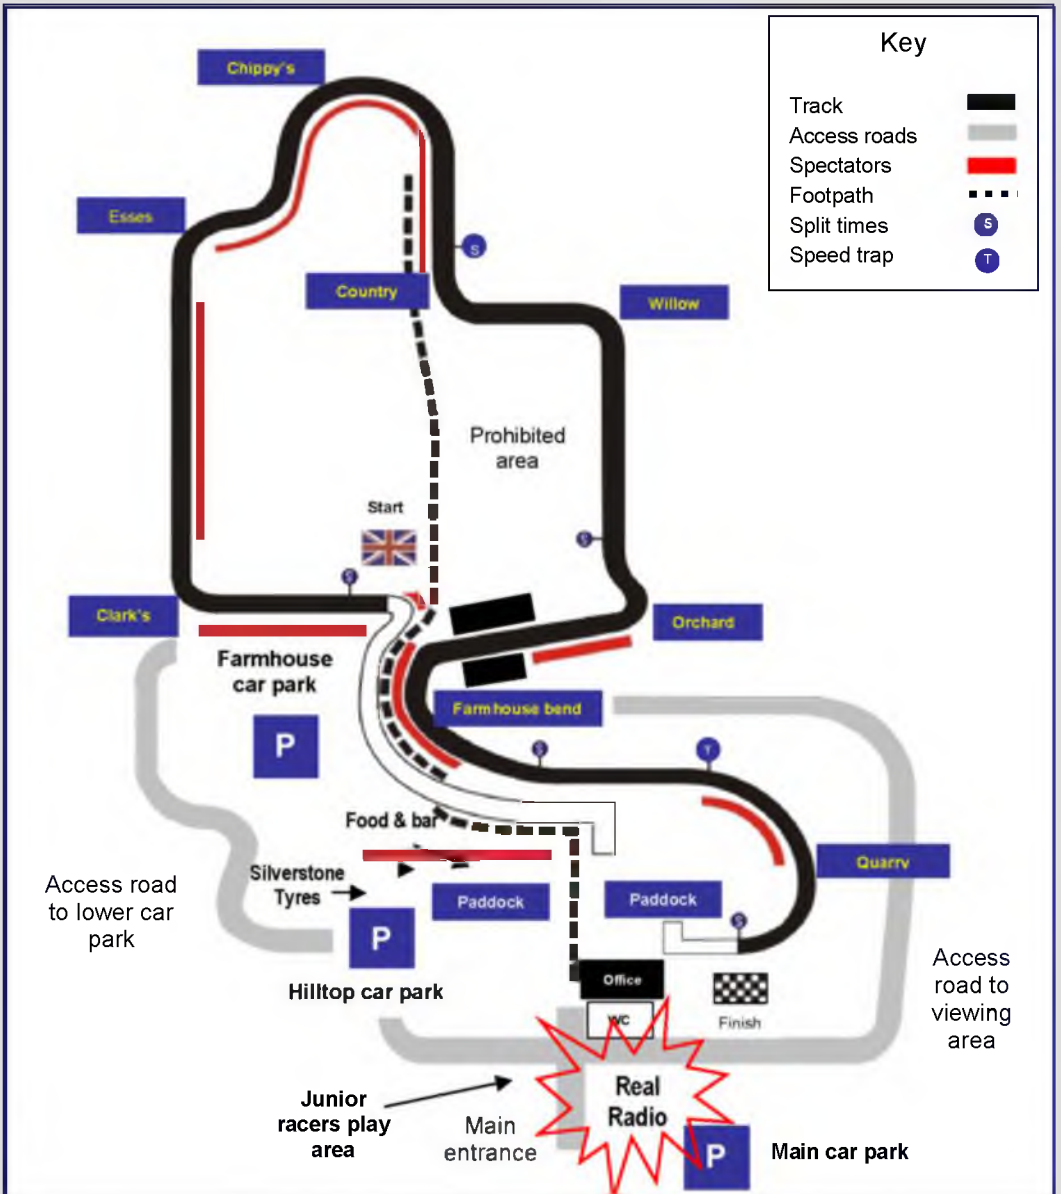 Key
Track
Access roads
Spectators
Footpath
Split times
S
Speed trap
T
Chippy's
Esses
S
Country
Willow
Prohibited
area
Start
S
S
Clark's
Orchard
Farmhouse
car park
Farmhouse bend
P
S
T
Food & bar
Quarry
Silverstone
Tyres
Access road
to lower car
park
Paddock
Paddock
S
P
Office
Hilltop car park
WC
Finish
Access
road to
viewing
area
Real
Radio
Junior
racers play
area
Main
entrance
P
Main car park